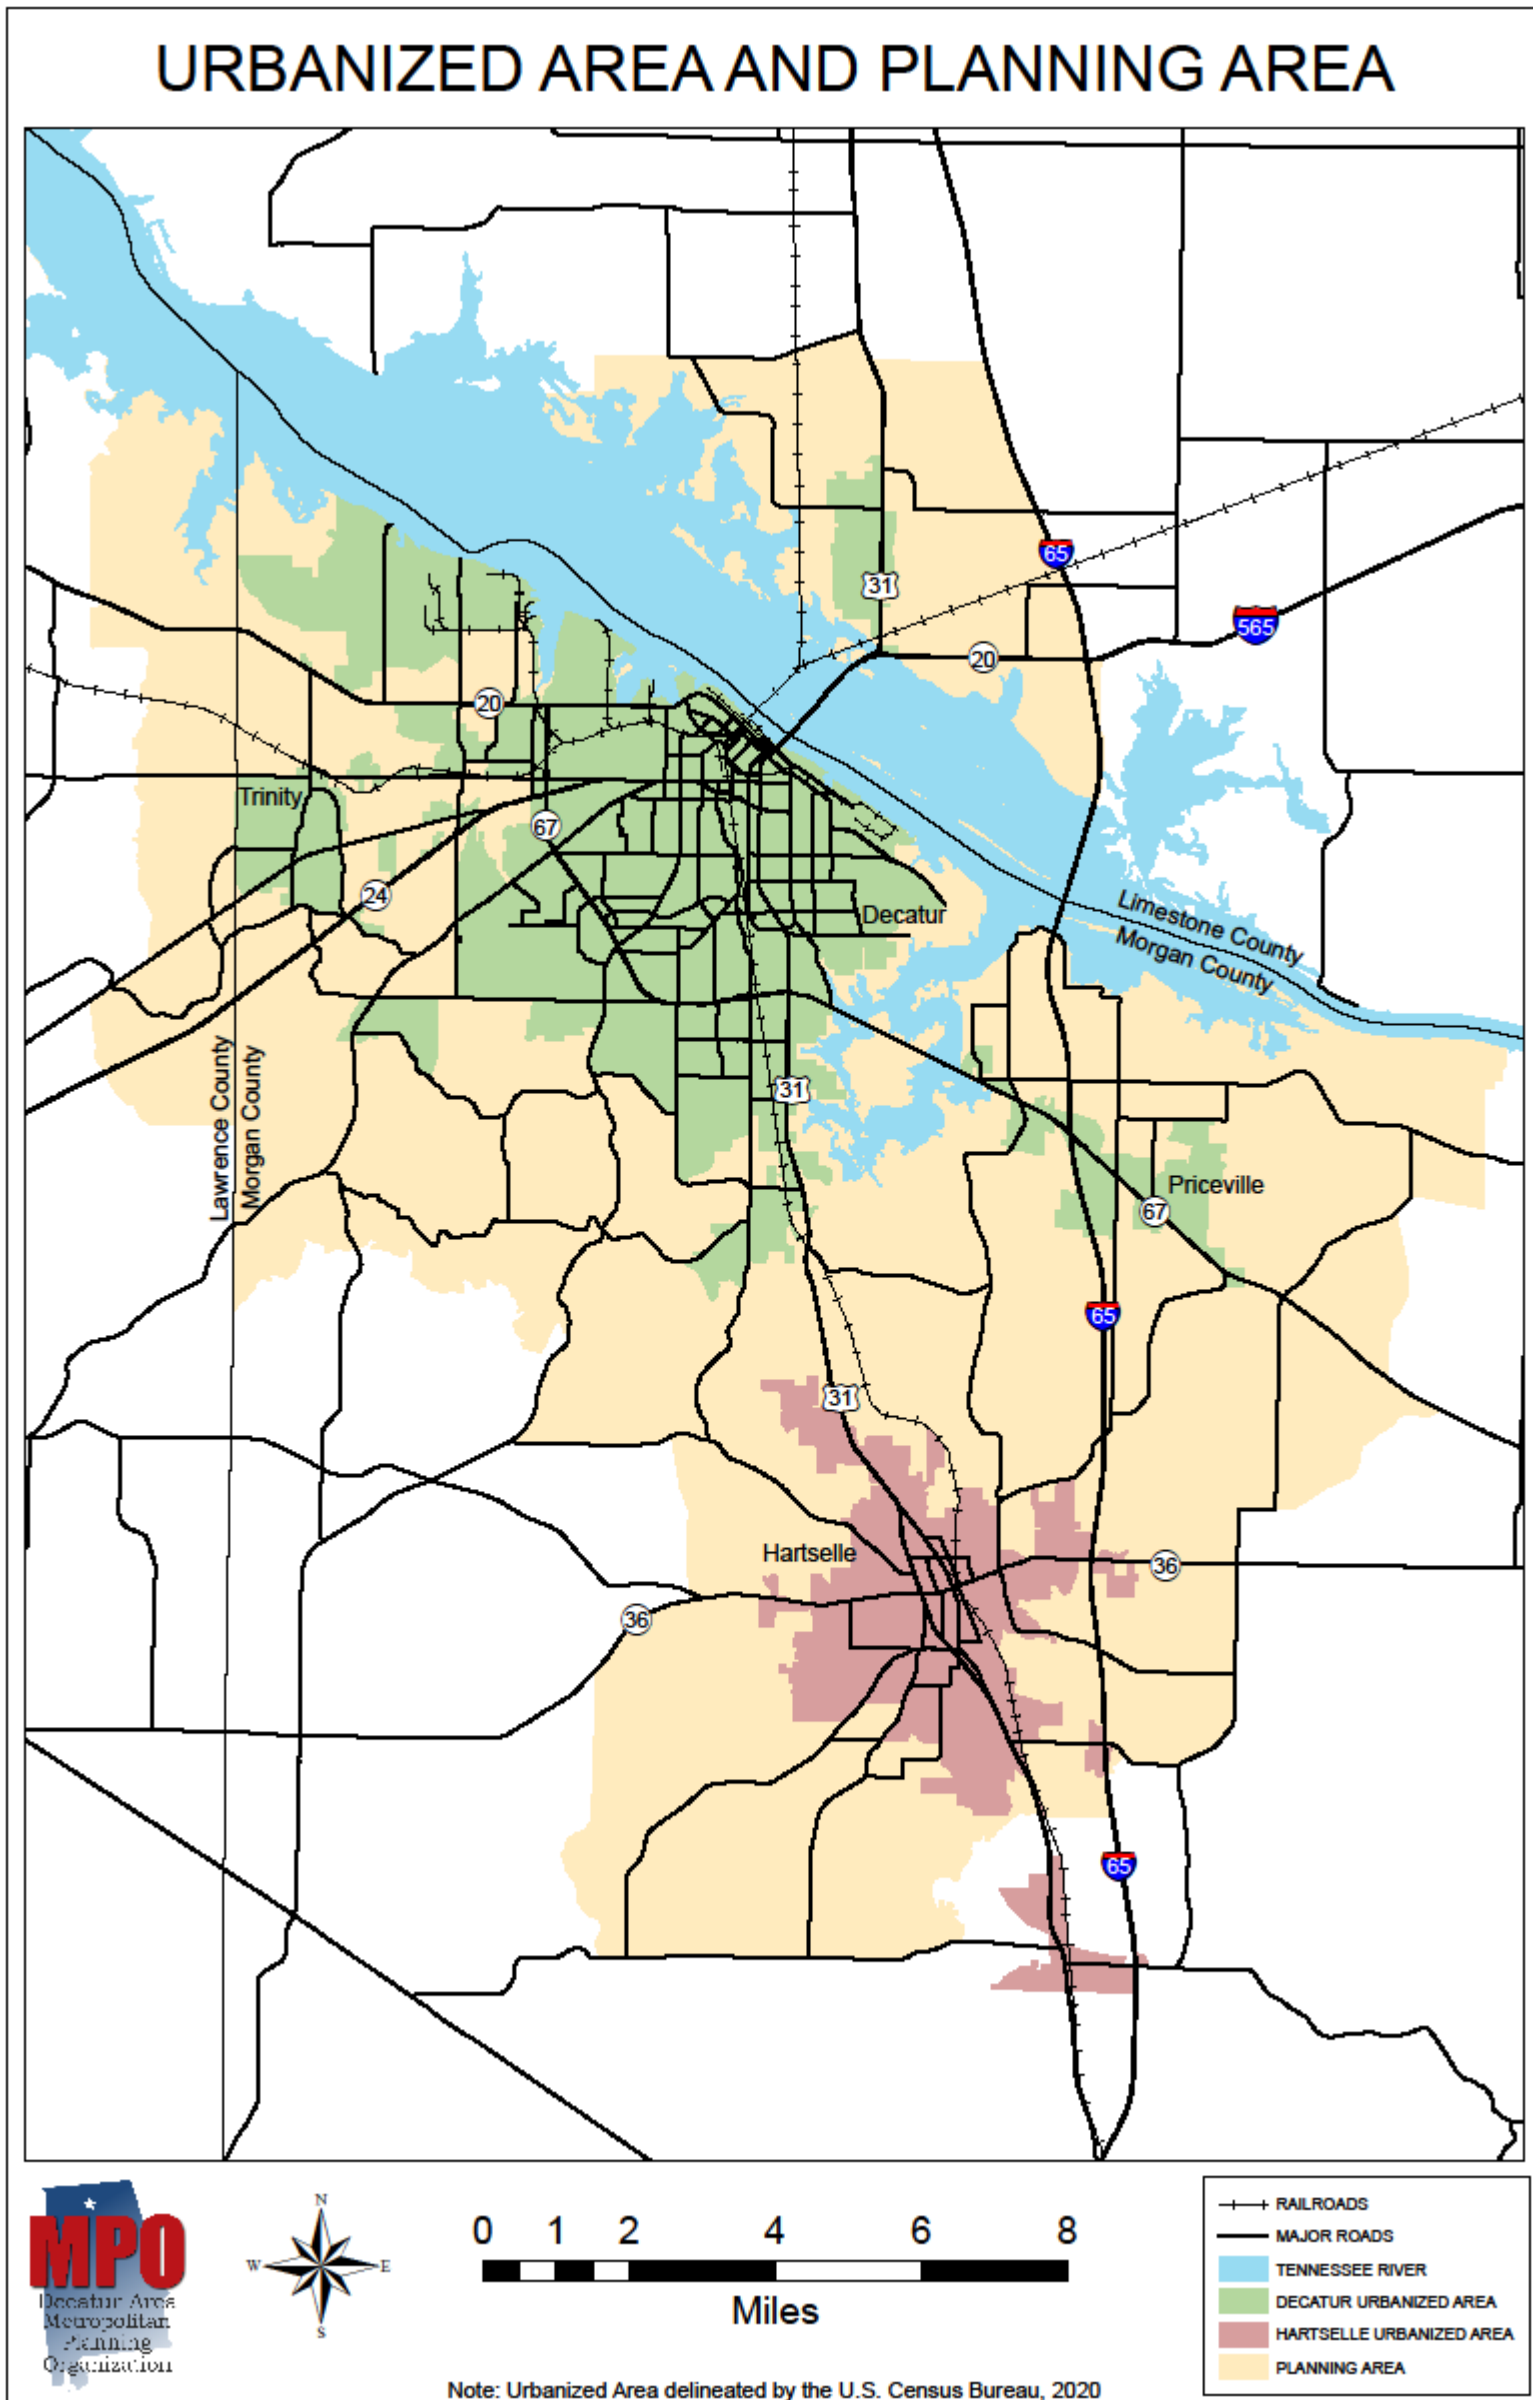 URBANIZED AREA AND PLANNING AREA
65
31
565
20
20
Trinity
67
24
Decatur
Limestone County
Morgan County
Lawrence County
Morgan County
31
Priceville
67
65
31
Hartselle
36
36
65
MPO
Decatur Area
Metropolitan
Planning
Organization
N
W
E
S
0 1 2 4 6 8
Miles
RAILROADS
MAJOR ROADS
TENNESSEE RIVER
DECATUR URBANIZED AREA
HARTSELLE URBANIZED AREA
PLANNING AREA
Note: Urbanized Area delineated by the U.S. Census Bureau, 2020